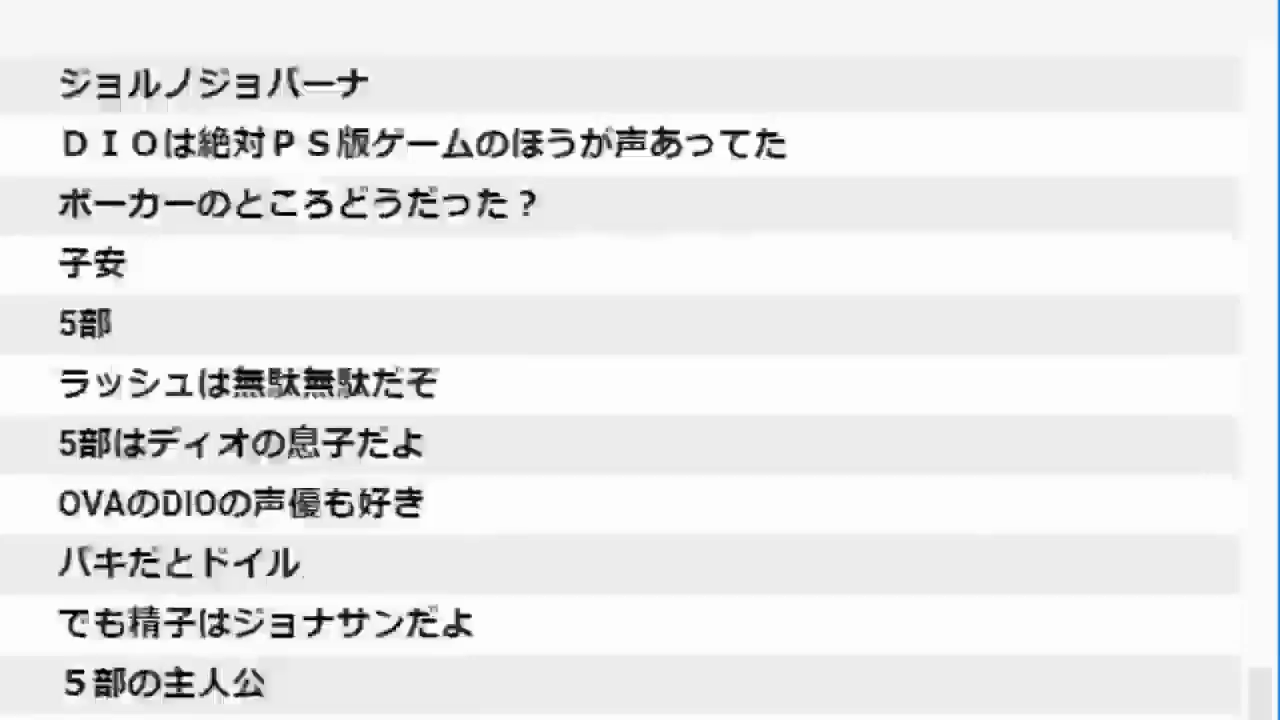 ジョルノジョバーナ
ＤＩＯは絶対ＰＳ版ゲームのほうが声あってた
ポーカーのところどうだった？
子安
5部
ラッシュは無駄無駄だぞ
5部はディオの息子だよ
OVAのDIOの声優も好き
バキだとドイル
でも精子はジョナサンだよ
５部の主人公